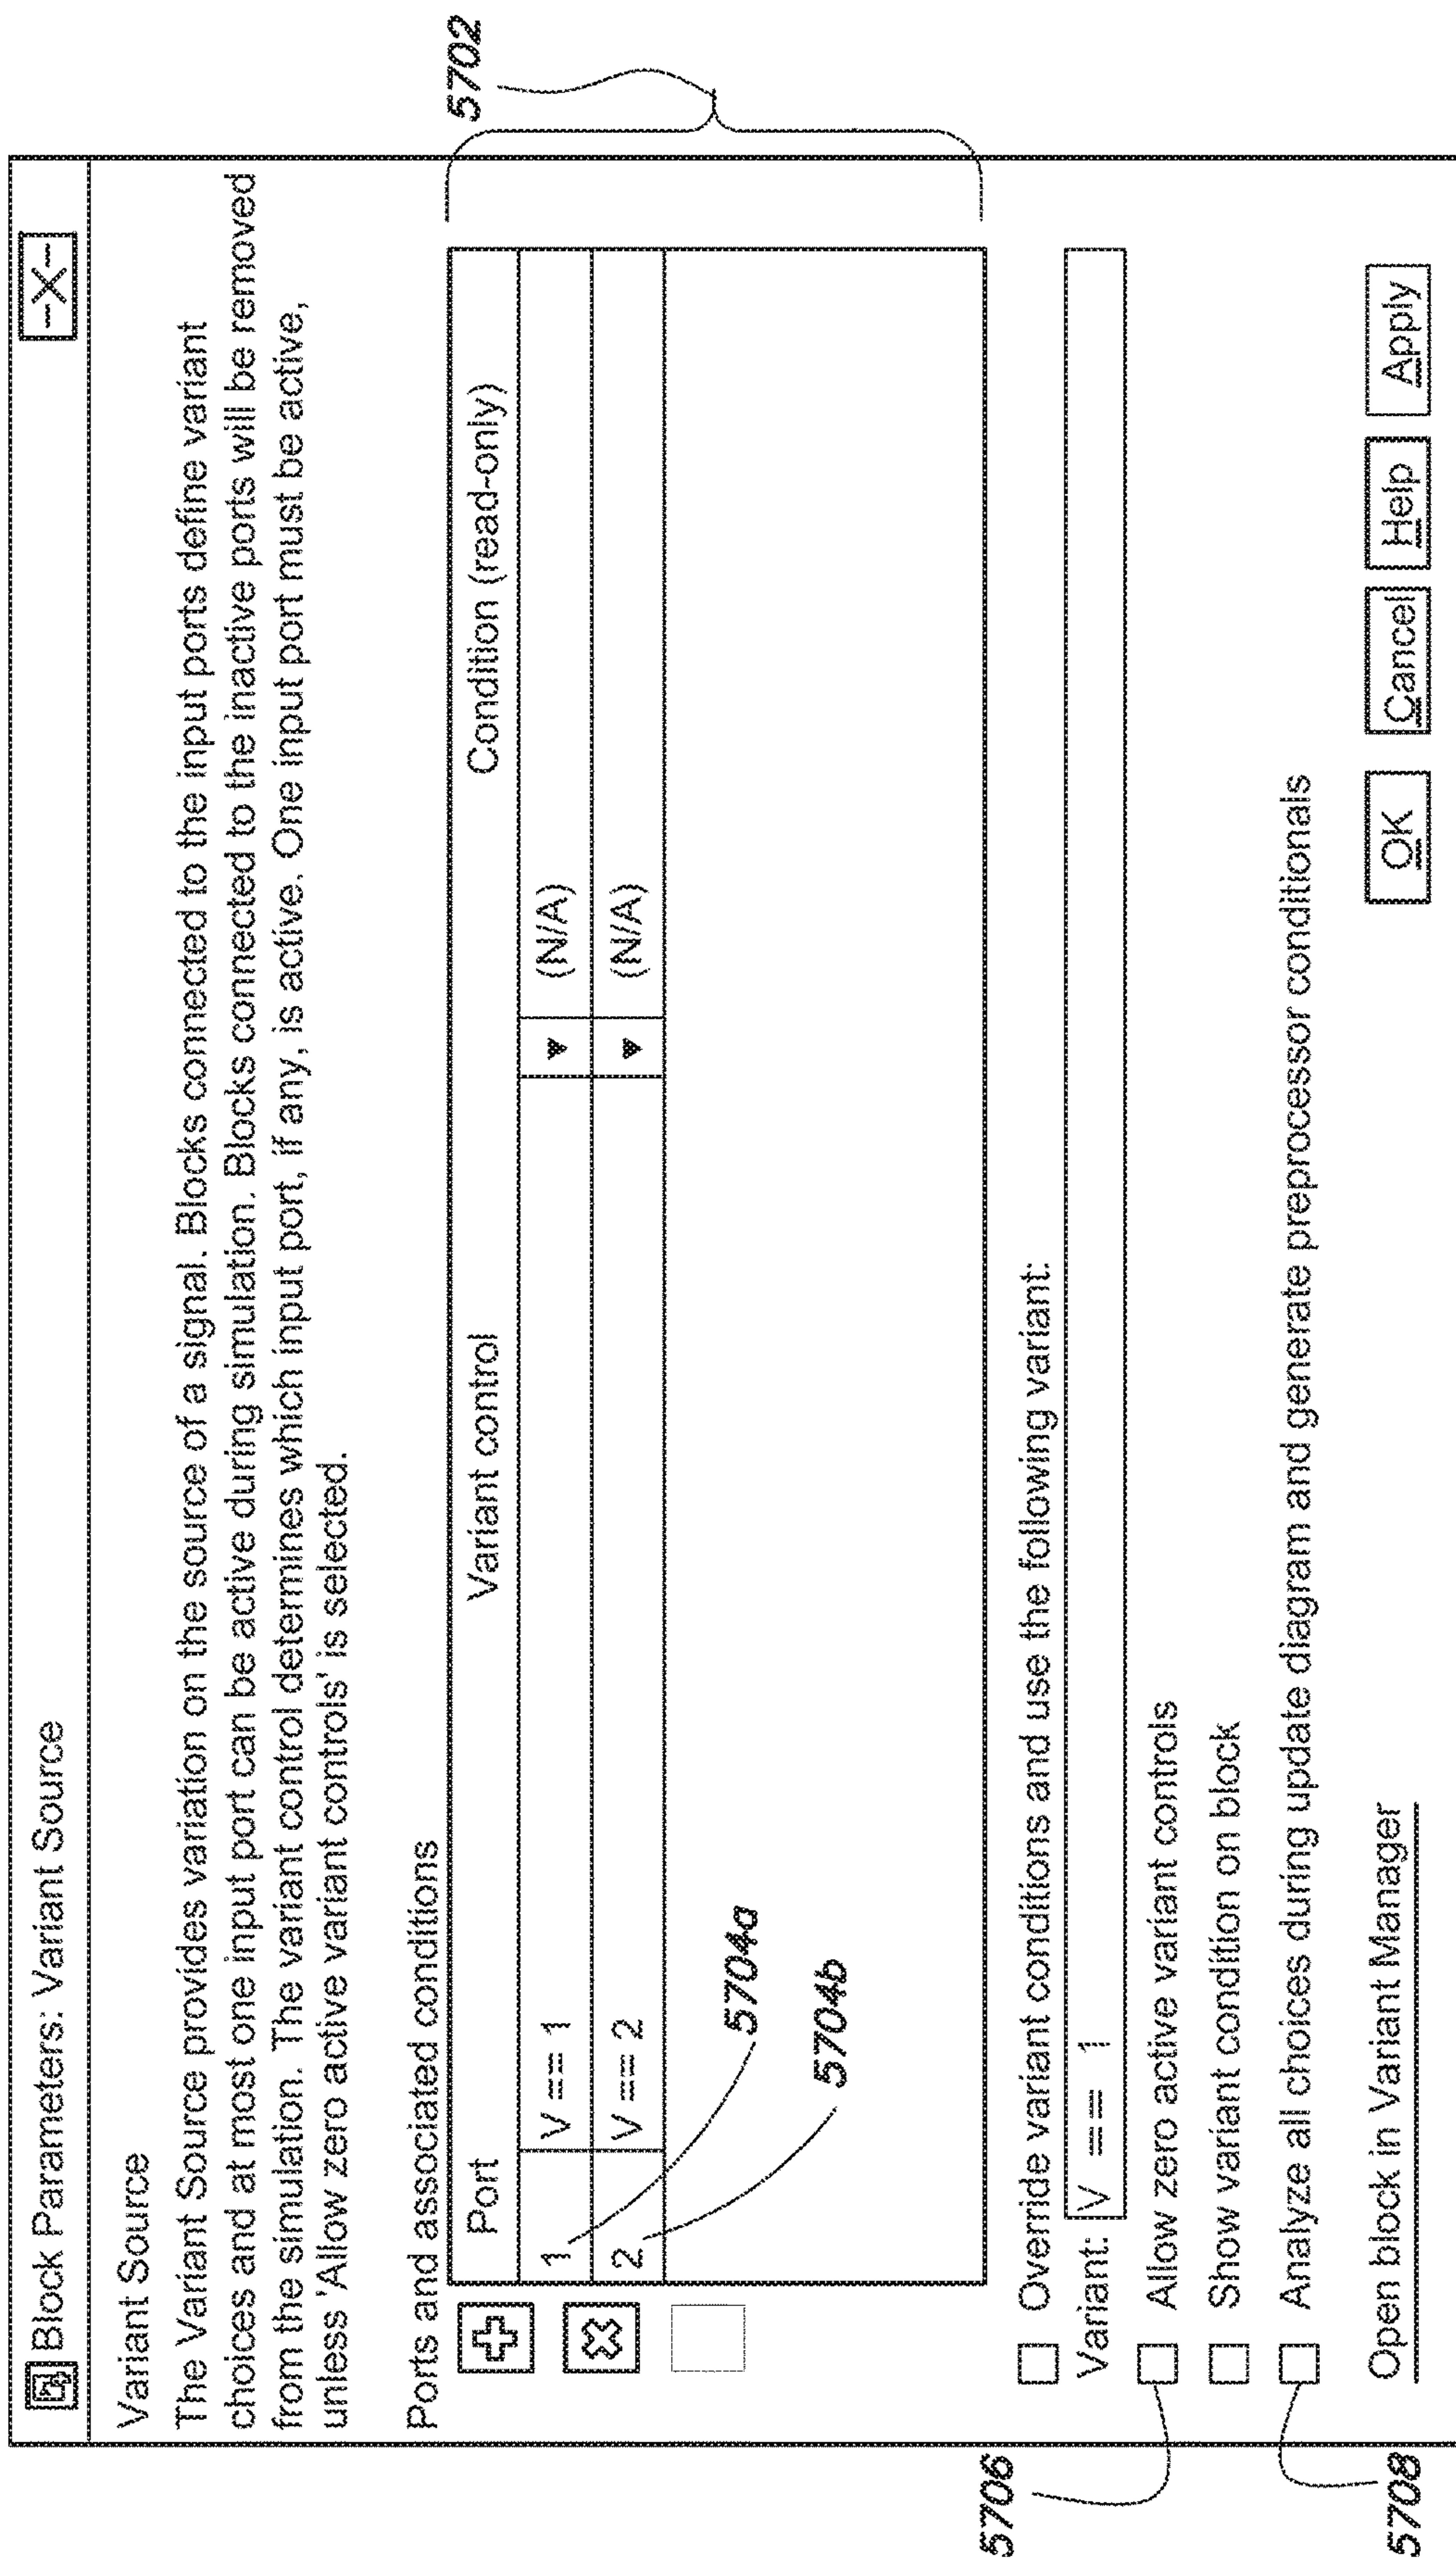 Block Parameters: Variant Source
-X-
Variant Source
The Variant Source provides variation on the source of a signal. Blocks connected to the input ports define variant
choices and at most one input port can be active during simulation. Blocks connected to the inactive ports will be removed
from the simulation. The variant control determines which input port, if any, is active. One input port must be active,
unless 'Allow zero active variant controls' is selected.
Ports and associated conditions
5702
Port Variant control Condition (read-only)
1 V == 1 (N/A)
2 V == 2 (N/A)
5704a
5704b
Override variant conditions and use the following variant:
Variant: V == 1
5706
Allow zero active variant controls
Show variant condition on block
Analyze all choices during update diagram and generate preprocessor conditionals
5708
Open block in Variant Manager
OK Cancel Help Apply